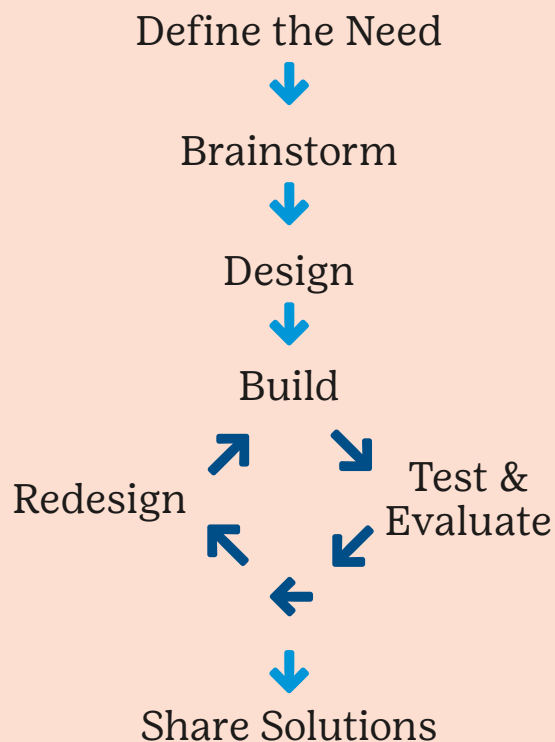 Define the Need
Brainstorm
Design
Build
Redesign
Test &
Evaluate
Share Solutions